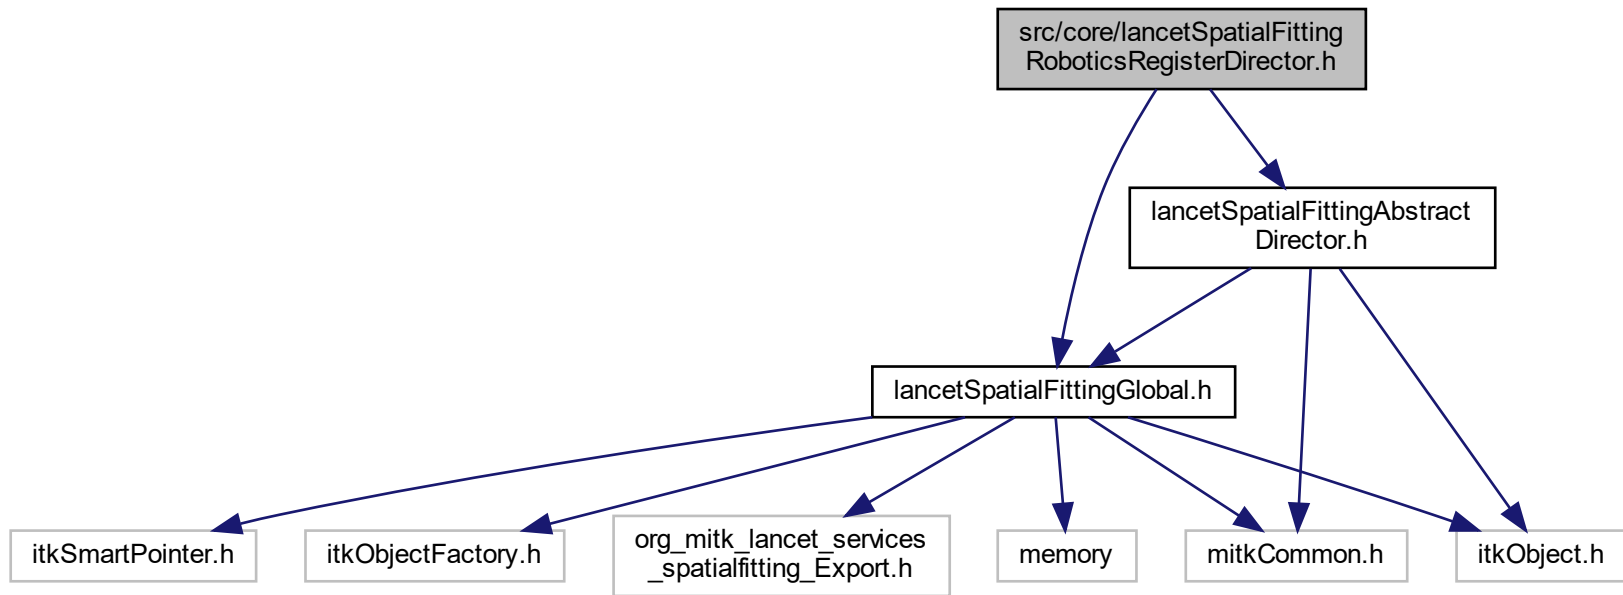 src/core/lancetSpatialFitting
RoboticsRegisterDirector.h
lancetSpatialFittingAbstract
Director.h
lancetSpatialFittingGlobal.h
itkSmartPointer.h
itkObjectFactory.h
org_mitk_lancet_services
_spatialfitting_Export.h
memory
mitkCommon.h
itkObject.h